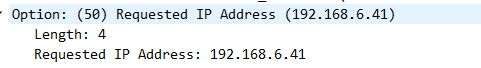 Option: (50) Requested IP Address (192.168.6.41)
Length: 4
Requested IP Address: 192.168.6.41